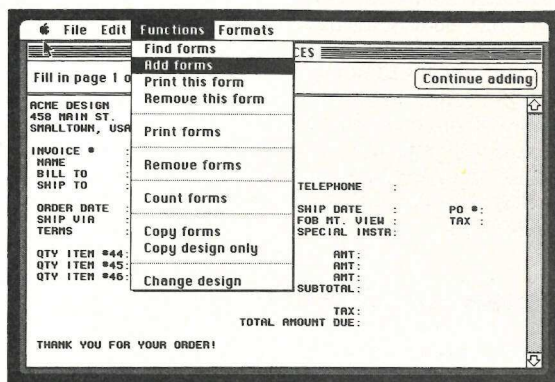 File Edit Functions Formats
CES
Find forms
Add forms
Print this form
Remove this form
Print forms
Remove forms
Count forms
Copy forms
Copy design only
Change design
Fill in page 1 o
Continue adding
ACME DESIGN
458 MAIN ST.
SMALLTOWN, USA
INVOICE #
NAME :
BILL TO :
SHIP TO : TELEPHONE :
ORDER DATE : SHIP DATE : PO #:
SHIP VIA : FOB MT. VIEW : TAX :
TERMS : SPECIAL INSTR:
QTY ITEM #44: AMT:
QTY ITEM #45: AMT:
QTY ITEM #46: AMT:
SUBTOTAL:
TAX:
TOTAL AMOUNT DUE:
THANK YOU FOR YOUR ORDER!